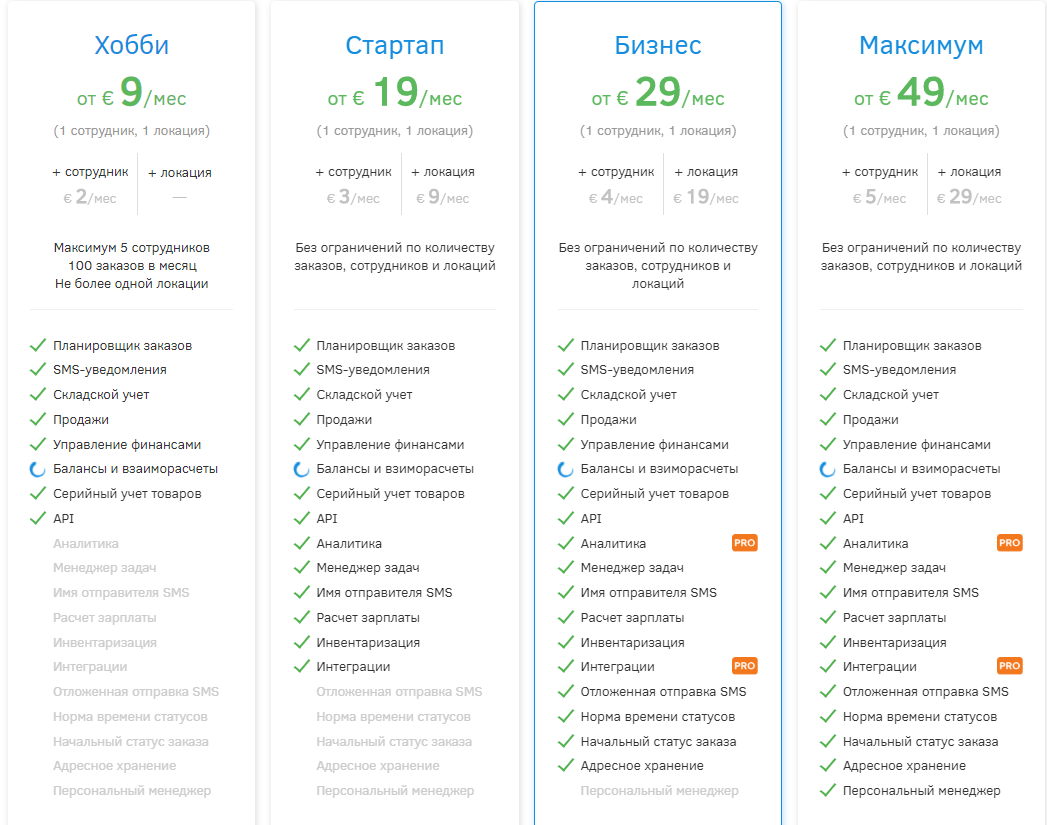 Хобби
от € 9/мес
(1 сотрудник, 1 локация)
+ сотрудник
€ 2/мес
+ локация
—
Максимум 5 сотрудников
100 заказов в месяц
Не более одной локации
Планировщик заказов
SMS-уведомления
Складской учет
Продажи
Управление финансами
Балансы и взаиморасчеты
Серийный учет товаров
API
Аналитика
Менеджер задач
Имя отправителя SMS
Расчет зарплаты
Инвентаризация
Интеграции
Отложенная отправка SMS
Норма времени статусов
Начальный статус заказа
Адресное хранение
Персональный менеджер
Стартап
от € 19/мес
(1 сотрудник, 1 локация)
+ сотрудник
€ 3/мес
+ локация
€ 9/мес
Без ограничений по количеству
заказов, сотрудников и локаций
Планировщик заказов
SMS-уведомления
Складской учет
Продажи
Управление финансами
Балансы и взиморасчеты
Серийный учет товаров
API
Аналитика
Менеджер задач
Имя отправителя SMS
Расчет зарплаты
Инвентаризация
Интеграции
Отложенная отправка SMS
Норма времени статусов
Начальный статус заказа
Адресное хранение
Персональный менеджер
Бизнес
от € 29/мес
(1 сотрудник, 1 локация)
+ сотрудник
€ 4/мес
+ локация
€ 19/мес
Без ограничений по количеству
заказов, сотрудников и
локаций
Планировщик заказов
SMS-уведомления
Складской учет
Продажи
Управление финансами
Балансы и взиморасчеты
Серийный учет товаров
API
Аналитика PRO
Менеджер задач
Имя отправителя SMS
Расчет зарплаты
Инвентаризация
Интеграции PRO
Отложенная отправка SMS
Норма времени статусов
Начальный статус заказа
Адресное хранение
Персональный менеджер
Максимум
от € 49/мес
(1 сотрудник, 1 локация)
+ сотрудник
€ 5/мес
+ локация
€ 29/мес
Без ограничений по количеству
заказов, сотрудников и локаций
Планировщик заказов
SMS-уведомления
Складской учет
Продажи
Управление финансами
Балансы и взиморасчеты
Серийный учет товаров
API
Аналитика PRO
Менеджер задач
Имя отправителя SMS
Расчет зарплаты
Инвентаризация
Интеграции PRO
Отложенная отправка SMS
Норма времени статусов
Начальный статус заказа
Адресное хранение
Персональный менеджер